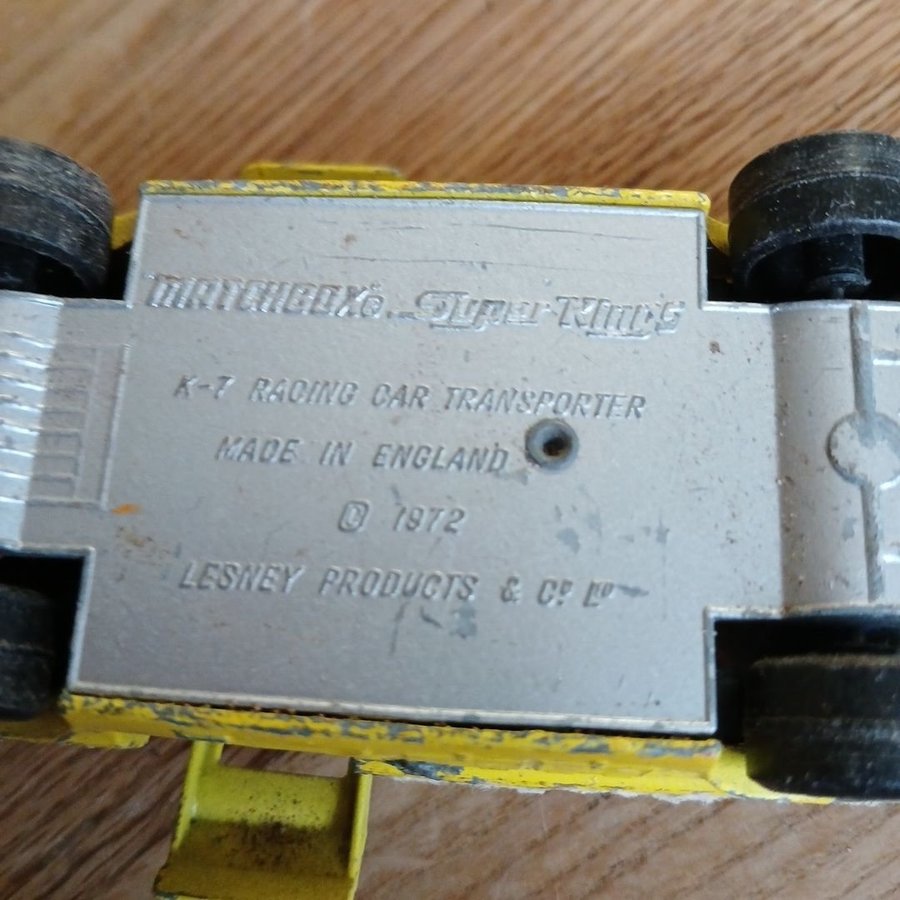 MATCHBOX® Super Kings
K-7 RACING CAR TRANSPORTER
MADE IN ENGLAND
© 1972
LESNEY PRODUCTS & Cº Lᵀᴰ